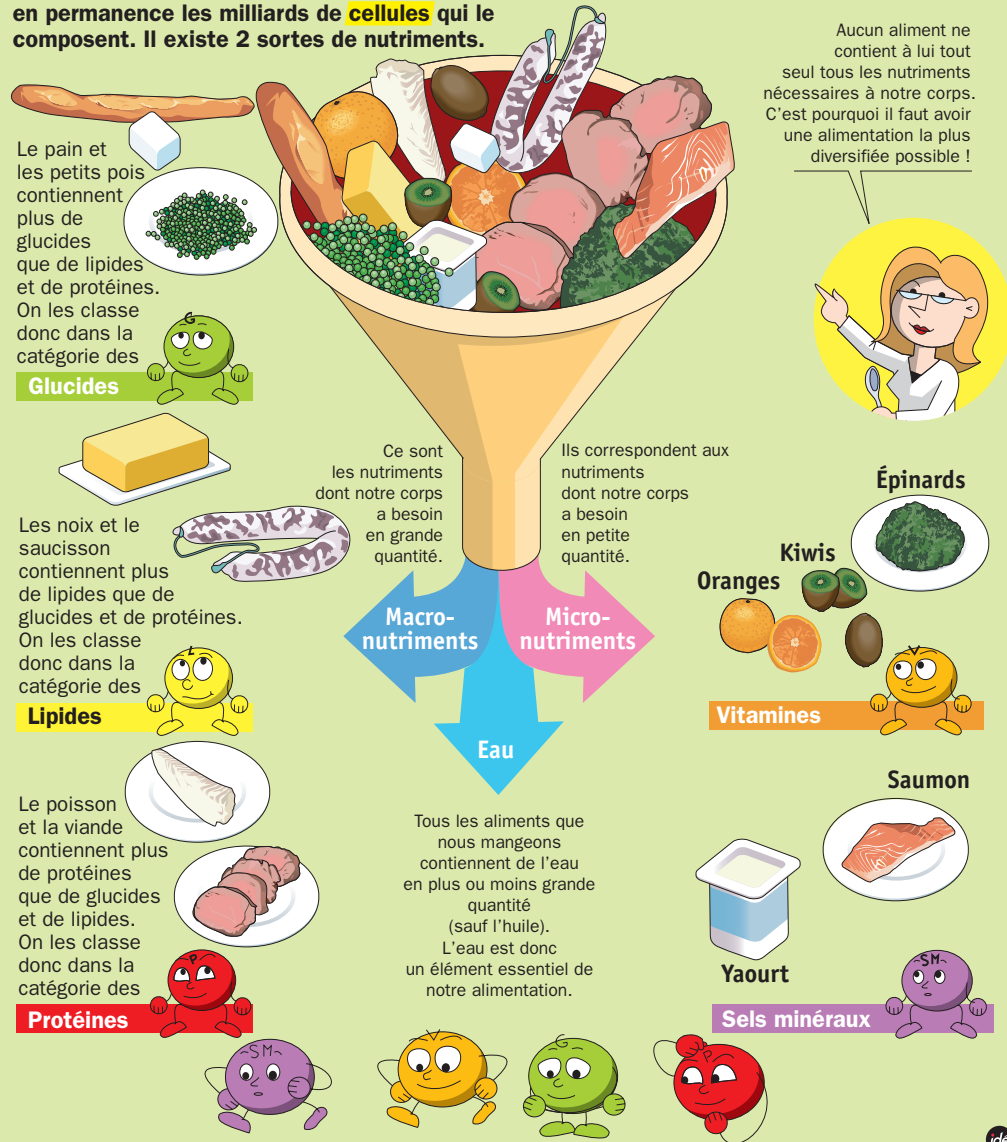 en permanence les milliards de cellules qui le
composent. Il existe 2 sortes de nutriments.
Aucun aliment ne
contient à lui tout
seul tous les nutriments
nécessaires à notre corps.
C'est pourquoi il faut avoir
une alimentation la plus
diversifiée possible !
Le pain et
les petits pois
contiennent
plus de
glucides
que de lipides
et de protéines.
On les classe
donc dans la
catégorie des
G
Glucides
Les noix et le
saucisson
contiennent plus
de lipides que de
glucides et de protéines.
On les classe
donc dans la
catégorie des
L
Lipides
Le poisson
et la viande
contiennent plus
de protéines
que de glucides
et de lipides.
On les classe
donc dans la
catégorie des
P
Protéines
Ce sont
les nutriments
dont notre corps
a besoin
en grande
quantité.
Macro-
nutriments
Ils correspondent aux
nutriments
dont notre corps
a besoin
en petite
quantité.
Micro-
nutriments
Eau
Tous les aliments que
nous mangeons
contiennent de l'eau
en plus ou moins grande
quantité
(sauf l'huile).
L'eau est donc
un élément essentiel de
notre alimentation.
Épinards
Kiwis
Oranges
V
Vitamines
Saumon
Yaourt
SM
Sels minéraux
SM
V
G
P